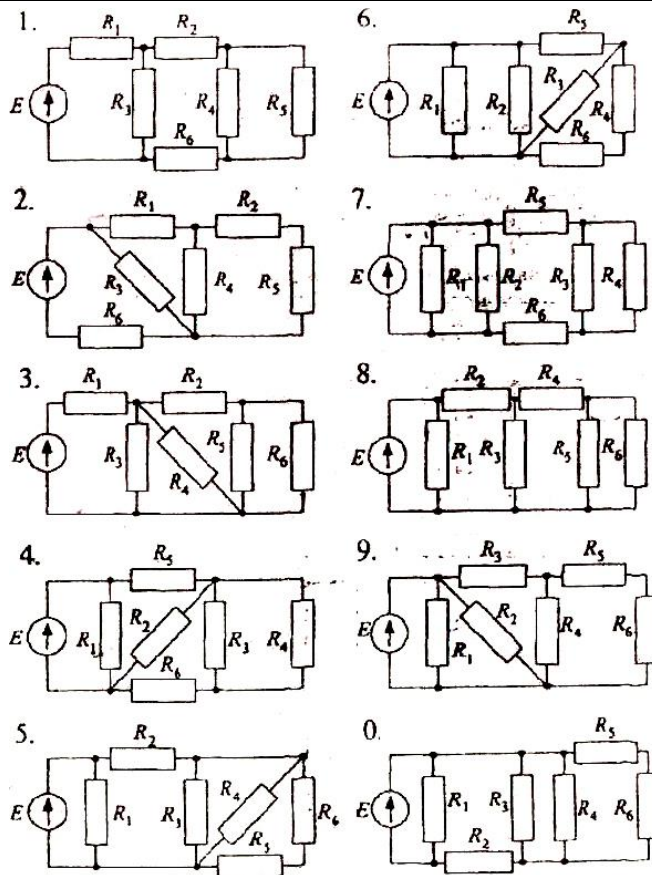 1.
R1 R2
E R3 R4 R5
R6
2.
R1 R2
E R3 R4 R5
R6
3.
R1 R2
E R3 R4 R5 R6
4.
R5
E R1 R2 R3 R4
R6
5.
R2
E R1 R3 R4 R6
R5
6.
R5
E R1 R2 R3 R4
R6
7.
R5
E R1 R2 R3 R4
R6
8.
R2 R4
E R1 R3 R5 R6
9.
R3 R5
E R1 R2 R4 R6
0.
R5
E R1 R3 R4 R6
R2